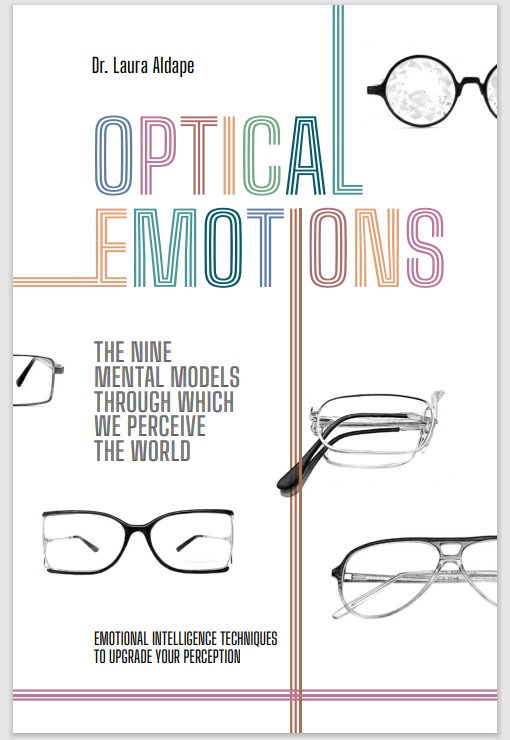 Dr. Laura Aldape
OPTICAL
EMOTIONS
THE NINE
MENTAL MODELS
THROUGH WHICH
WE PERCEIVE
THE WORLD
EMOTIONAL INTELLIGENCE TECHNIQUES
TO UPGRADE YOUR PERCEPTION